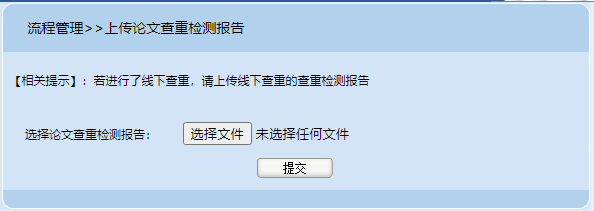 流程管理>>上传论文查重检测报告
【相关提示】：若进行了线下查重，请上传线下查重的查重检测报告
选择论文查重检测报告： 选择文件 未选择任何文件
提交